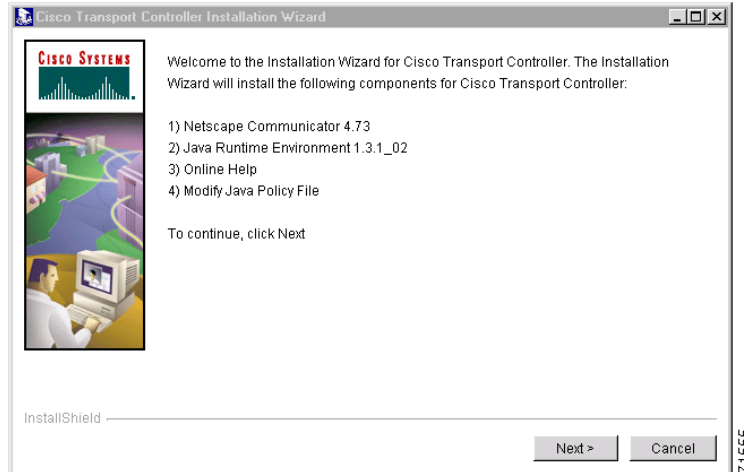 Cisco Transport Controller Installation Wizard
CISCO SYSTEMS
Welcome to the Installation Wizard for Cisco Transport Controller. The Installation
Wizard will install the following components for Cisco Transport Controller:
1) Netscape Communicator 4.73
2) Java Runtime Environment 1.3.1_02
3) Online Help
4) Modify Java Policy File
To continue, click Next
InstallShield
Next >
Cancel